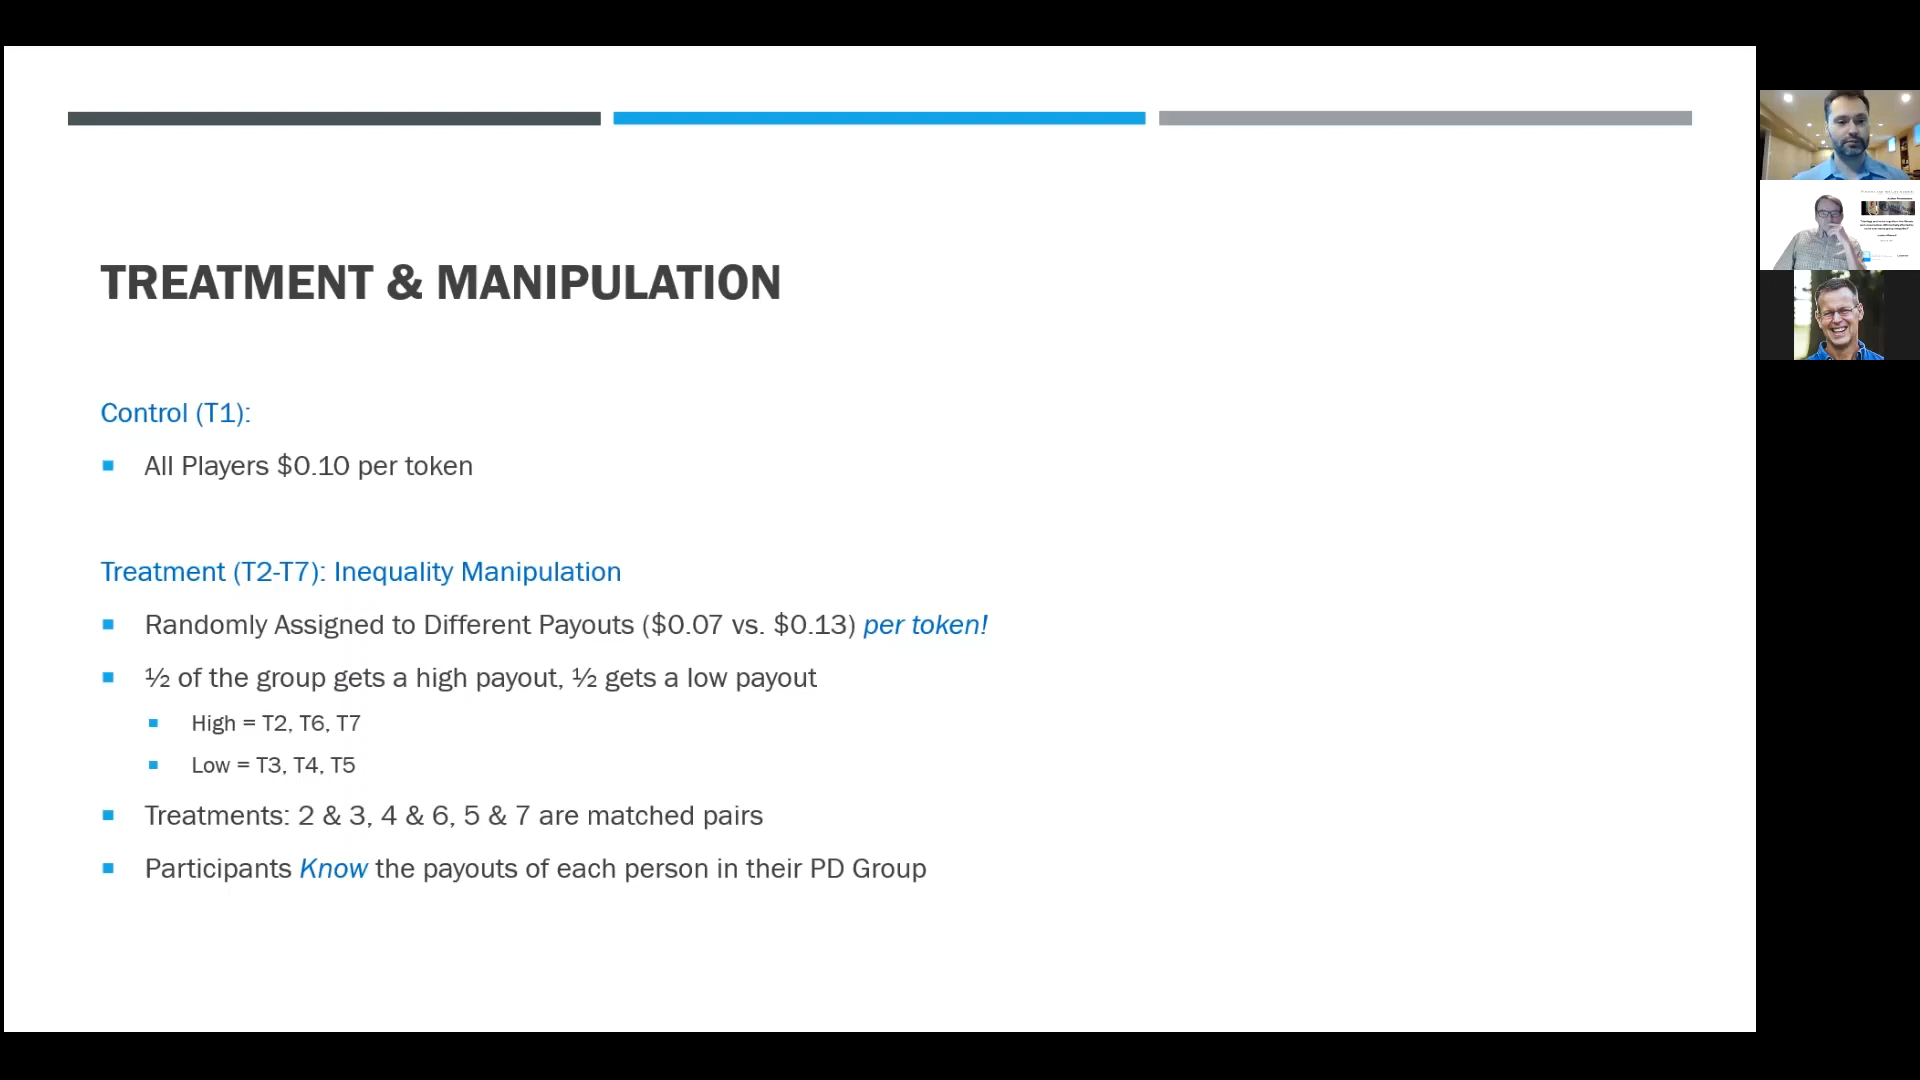 TREATMENT & MANIPULATION
Control (T1):
All Players $0.10 per token
Treatment (T2-T7): Inequality Manipulation
Randomly Assigned to Different Payouts ($0.07 vs. $0.13) per token!
½ of the group gets a high payout, ½ gets a low payout
High = T2, T6, T7
Low = T3, T4, T5
Treatments: 2 & 3, 4 & 6, 5 & 7 are matched pairs
Participants Know the payouts of each person in their PD Group